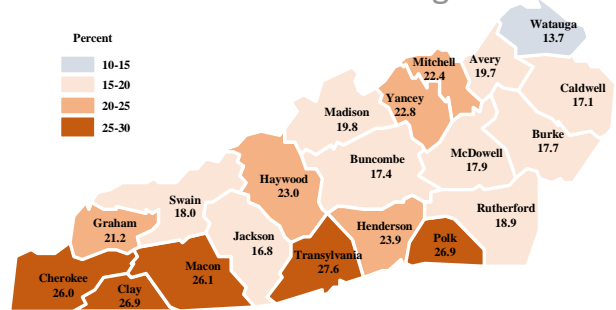 Percent
10-15
15-20
20-25
25-30
Watauga
13.7
Mitchell
22.4
Avery
19.7
Caldwell
17.1
Yancey
22.8
Madison
19.8
Burke
17.7
Buncombe
17.4
McDowell
17.9
Haywood
23.0
Swain
18.0
Rutherford
18.9
Graham
21.2
Jackson
16.8
Henderson
23.9
Polk
26.9
Transylvania
27.6
Macon
26.1
Cherokee
26.0
Clay
26.9